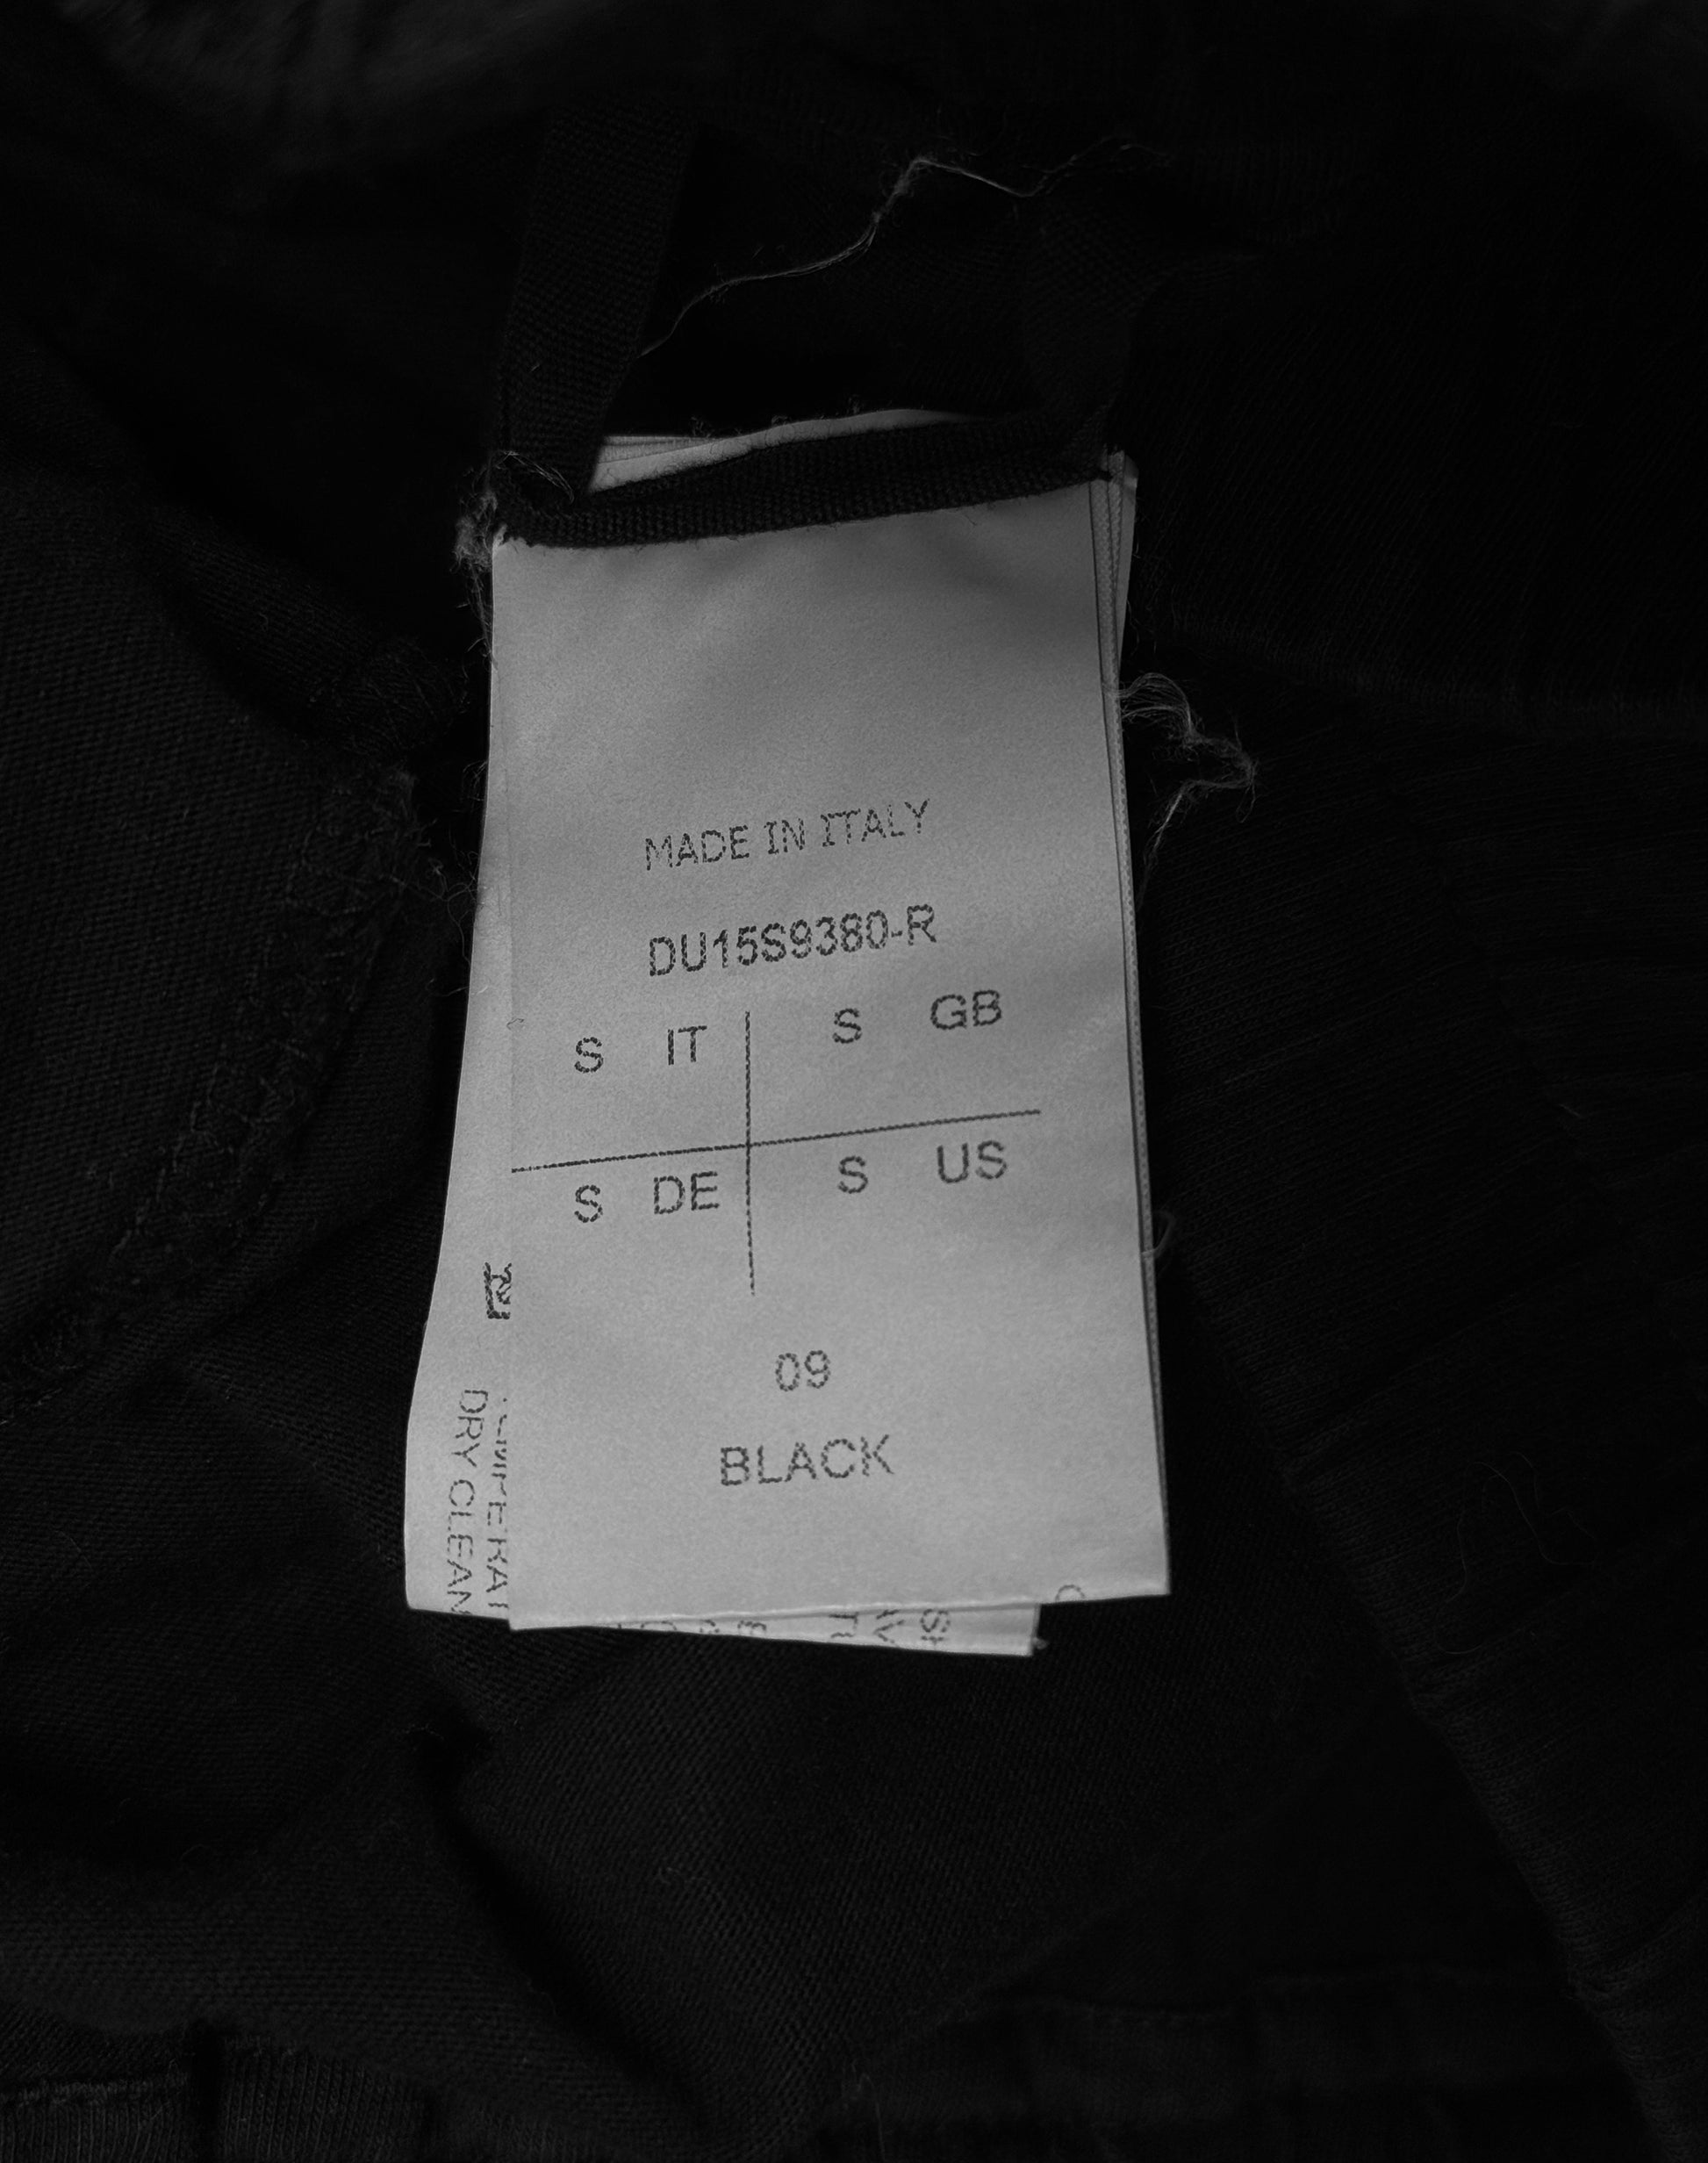 MADE IN ITALY
DU15S9380-R
S IT S GB
S DE S US
09
BLACK
DRY CLEAN